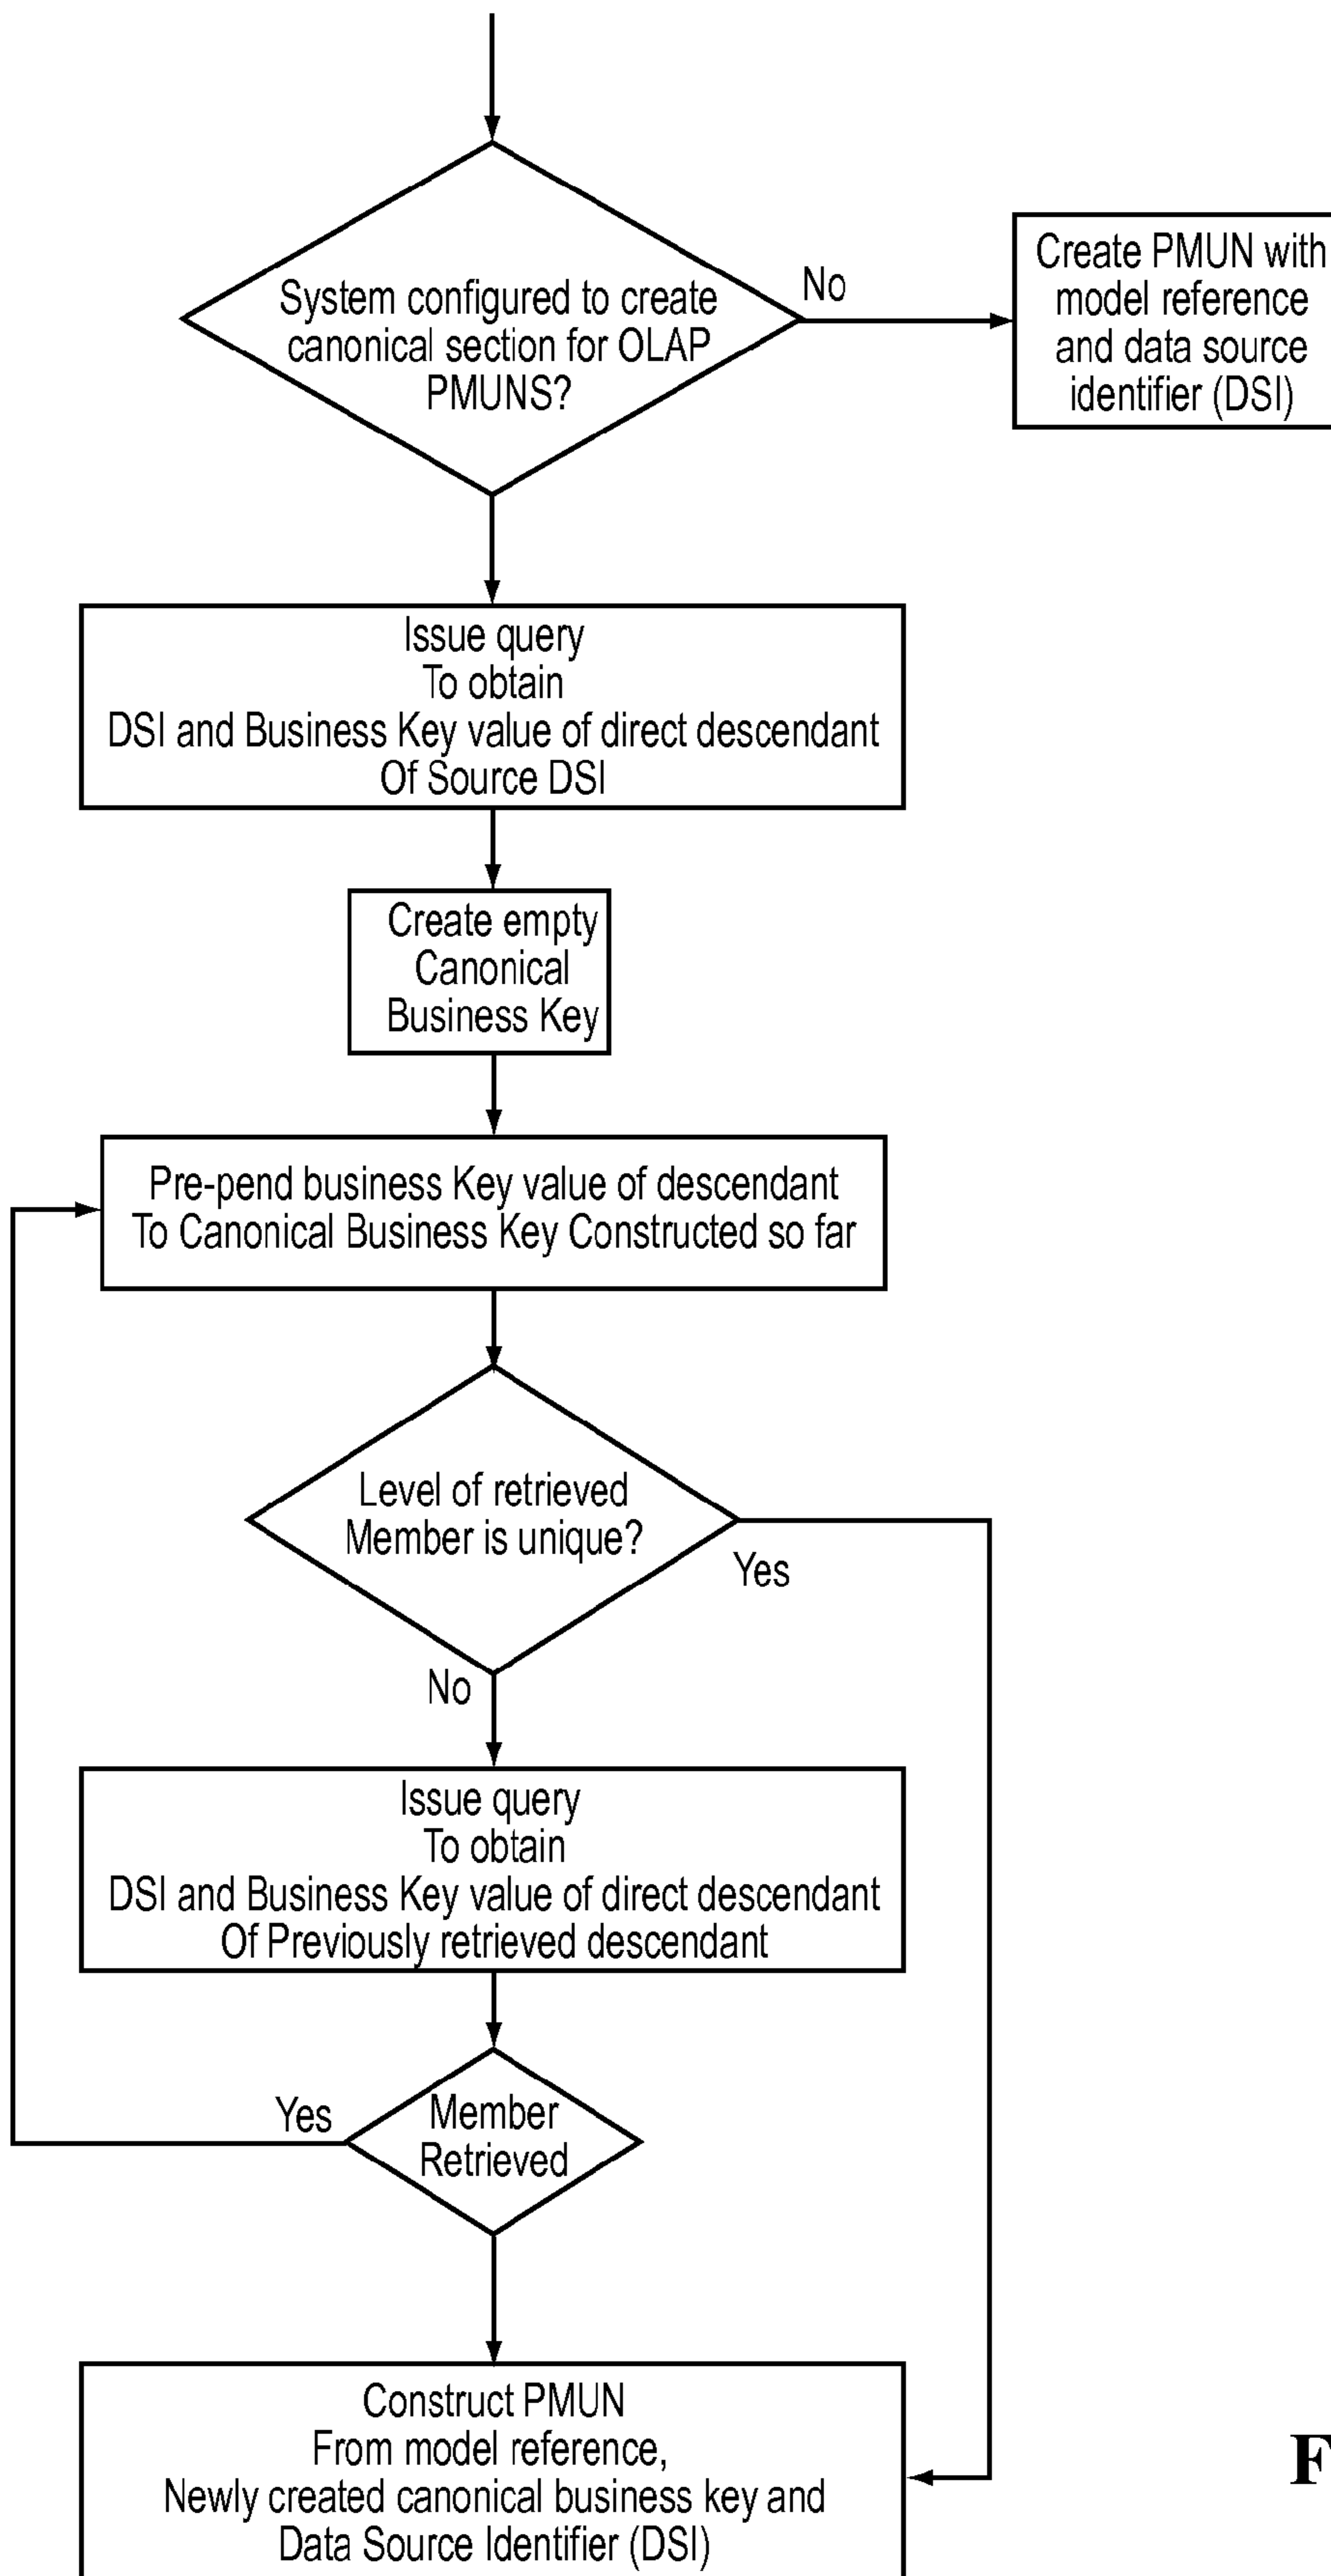 System configured to create
canonical section for OLAP
PMUNS?
No
Create PMUN with
model reference
and data source
identifier (DSI)
Issue query
To obtain
DSI and Business Key value of direct descendant
Of Source DSI
Create empty
Canonical
Business Key
Pre-pend business Key value of descendant
To Canonical Business Key Constructed so far
Level of retrieved
Member is unique?
Yes
No
Issue query
To obtain
DSI and Business Key value of direct descendant
Of Previously retrieved descendant
Yes
Member
Retrieved
Construct PMUN
From model reference,
Newly created canonical business key and
Data Source Identifier (DSI)
F